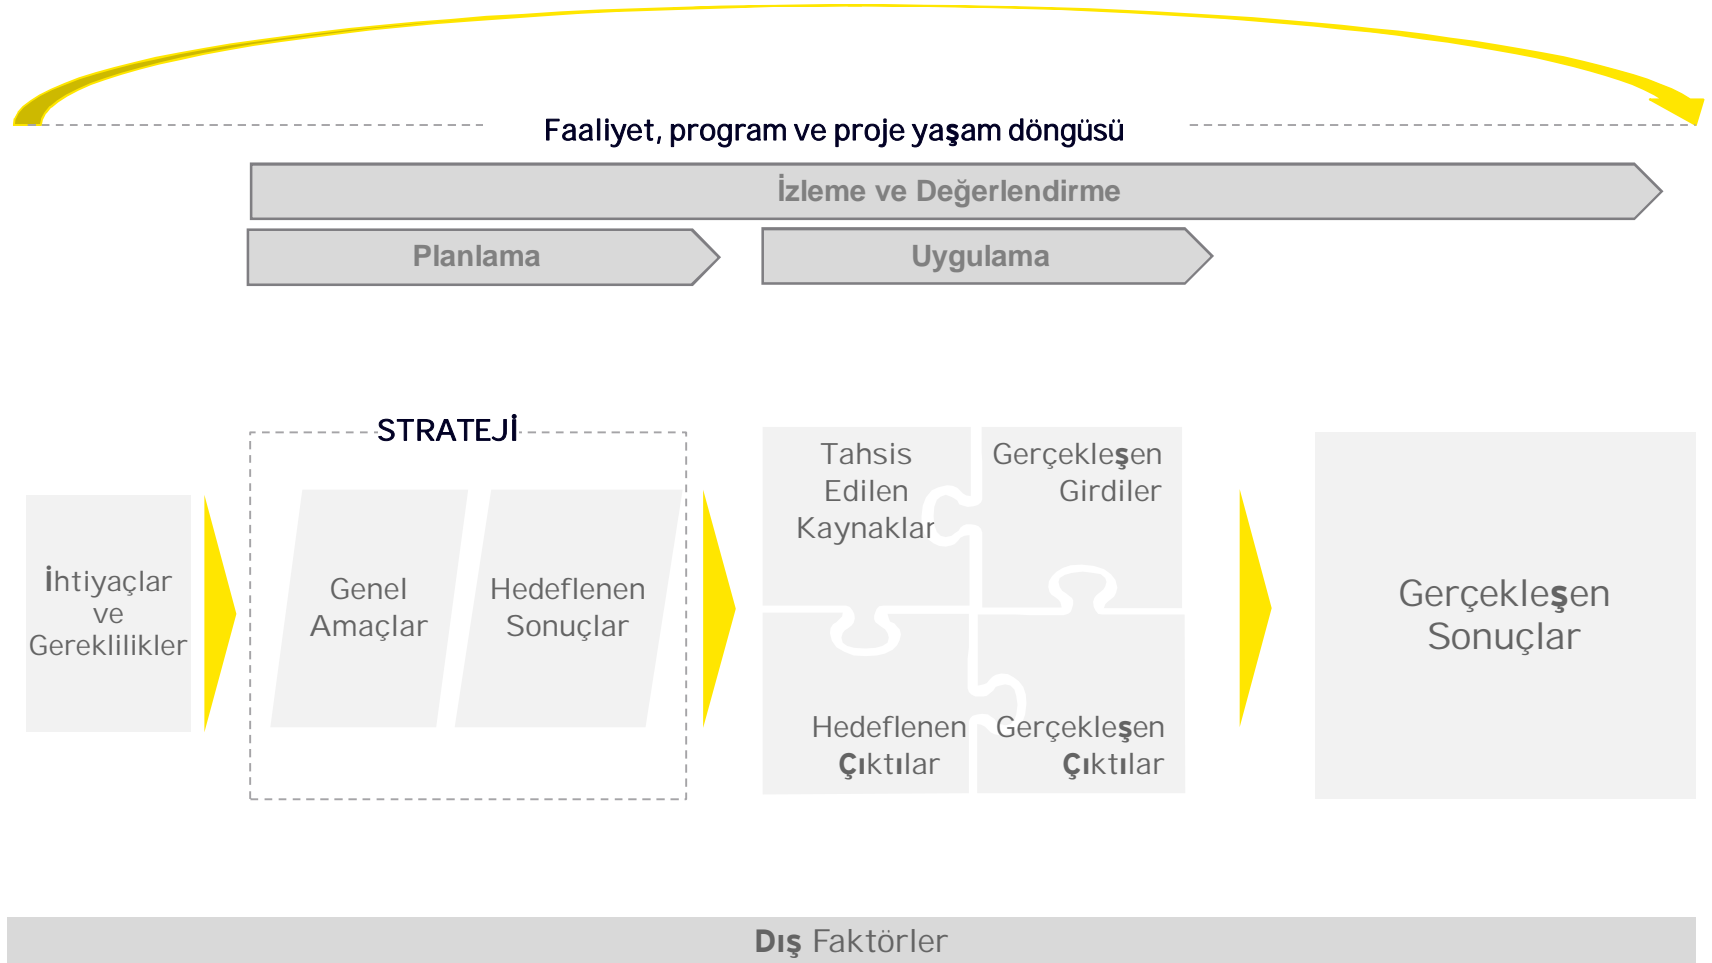 Faaliyet, program ve proje yaşam döngüsü
İzleme ve Değerlendirme
Planlama
Uygulama
STRATEJİ
İhtiyaçlar
ve
Gereklilikler
Genel
Amaçlar
Hedeflenen
Sonuçlar
Tahsis
Edilen
Kaynaklar
Gerçekleşen
Girdiler
Hedeflenen
Çıktılar
Gerçekleşen
Çıktılar
Gerçekleşen
Sonuçlar
Dış Faktörler